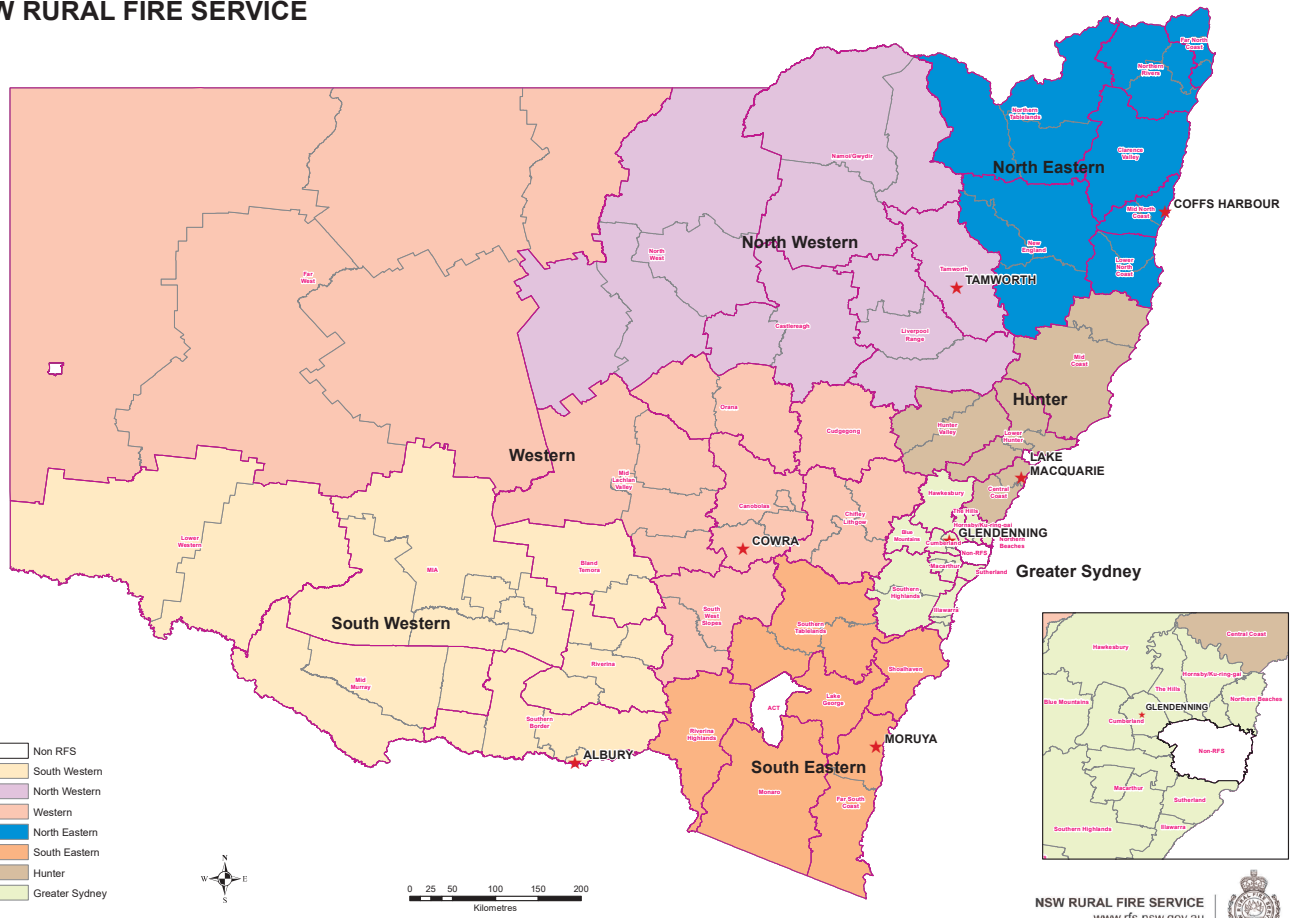 W RURAL FIRE SERVICE
Far North
Coast
Northern
Rivers
Northern
Tablelands
Clarence
Valley
Namoi/Gwydir
North Eastern
COFFS HARBOUR
Mid North
Coast
North Western
New
England
North
West
Lower
North
Coast
Far
West
Tamworth
TAMWORTH
Castlereagh
Liverpool
Range
Mid
Coast
Hunter
Orana
Cudgegong
Hunter
Valley
Lower
Hunter
Western
LAKE
MACQUARIE
Mid
Lachlan
Valley
Hawkesbury
Central
Coast
Canobolas
Chifley
Lithgow
The Hills
Hornsby/Ku-ring-gai
GLENDENNING
Blue
Mountains
Cumberland
Northern
Beaches
COWRA
Non-RFS
Lower
Western
MIA
Bland
Temora
Macarthur
Sutherland
Greater Sydney
Southern
Highlands
Illawarra
South
West
Slopes
South Western
Southern
Tablelands
Riverina
Shoalhaven
Mid
Murray
Lake
George
ACT
Southern
Border
Riverina
Highlands
MORUYA
ALBURY
South Eastern
Monaro
Far South
Coast
Central Coast
Hawkesbury
Hornsby/Ku-ring-gai
The Hills
Northern Beaches
Blue Mountains
GLENDENNING
Cumberland
Non-RFS
Macarthur
Sutherland
Southern Highlands
Illawarra
Non RFS
South Western
North Western
Western
North Eastern
South Eastern
Hunter
Greater Sydney
N
W E
S
0 25 50 100 150 200
Kilometres
NSW RURAL FIRE SERVICE
www.rfs.nsw.gov.au